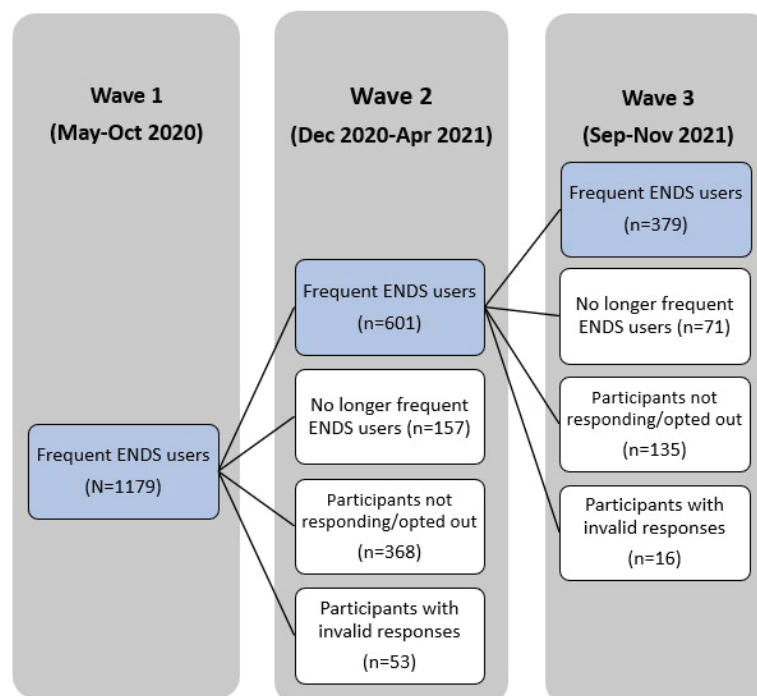 Wave 1
(May-Oct 2020)
Frequent ENDS users
(N=1179)
Wave 2
(Dec 2020-Apr 2021)
Frequent ENDS users
(n=601)
No longer frequent
ENDS users (n=157)
Participants not
responding/opted out
(n=368)
Participants with
invalid responses
(n=53)
Wave 3
(Sep-Nov 2021)
Frequent ENDS users
(n=379)
No longer frequent
ENDS users (n=71)
Participants not
responding/opted out
(n=135)
Participants with
invalid responses
(n=16)